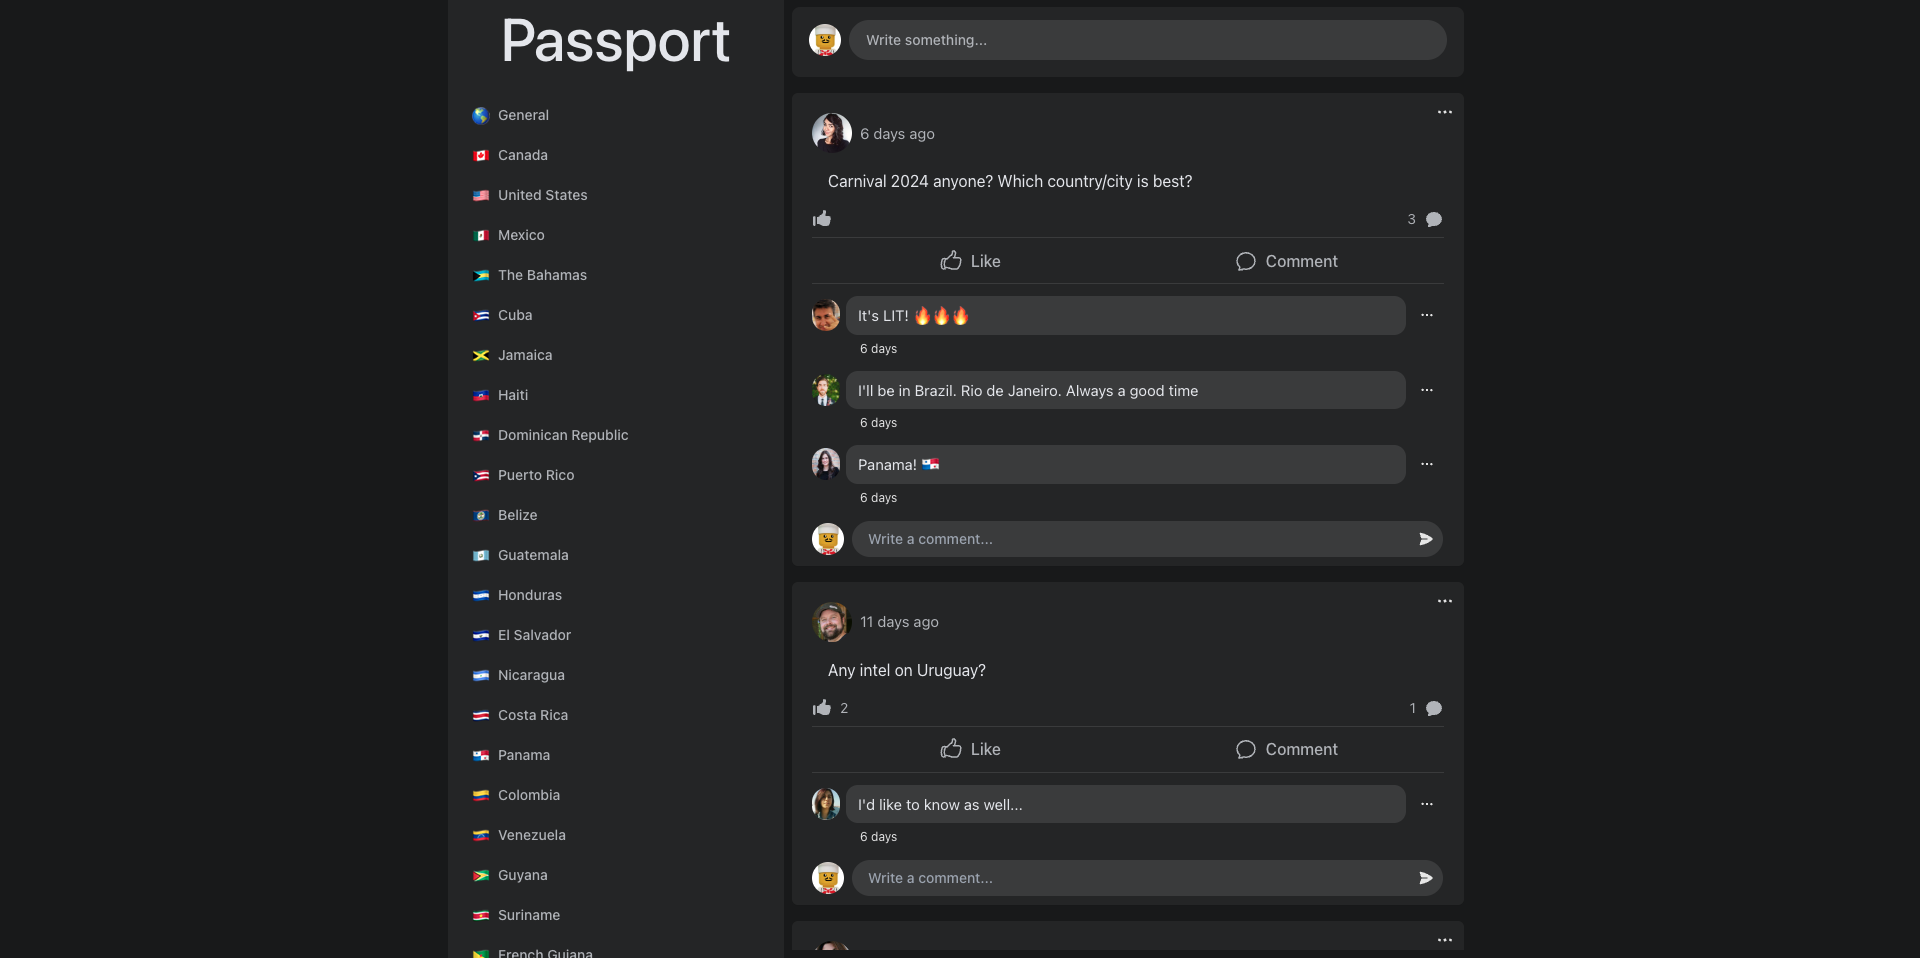 Passport
General
Canada
United States
Mexico
The Bahamas
Cuba
Jamaica
Haiti
Dominican Republic
Puerto Rico
Belize
Guatemala
Honduras
El Salvador
Nicaragua
Costa Rica
Panama
Colombia
Venezuela
Guyana
Suriname
French Guiana
Write something...
6 days ago
Carnival 2024 anyone? Which country/city is best?
3
Like Comment
It's LIT! 🔥🔥🔥
6 days
I'll be in Brazil. Rio de Janeiro. Always a good time
6 days
Panama! 🇵🇦
6 days
Write a comment...
11 days ago
Any intel on Uruguay?
2 1
Like Comment
I'd like to know as well...
6 days
Write a comment...